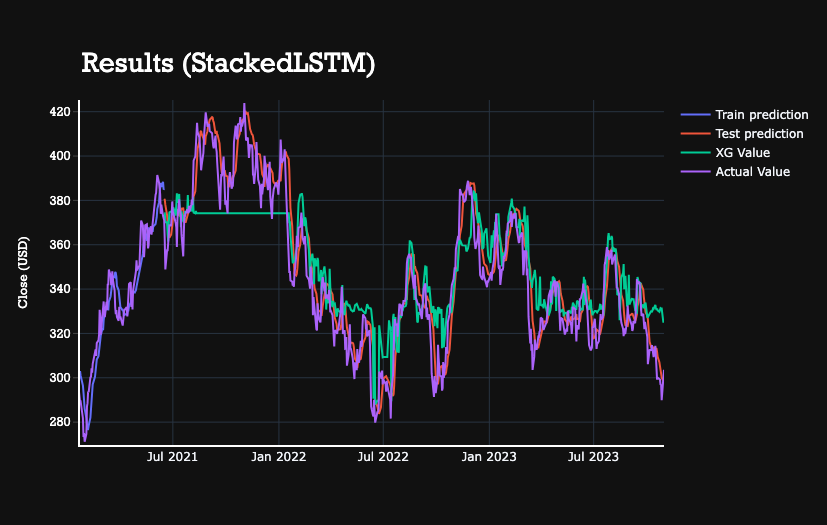 Results (StackedLSTM)
Train prediction
Test prediction
XG Value
Actual Value
Close (USD)
420
400
380
360
340
320
300
280
Jul 2021
Jan 2022
Jul 2022
Jan 2023
Jul 2023